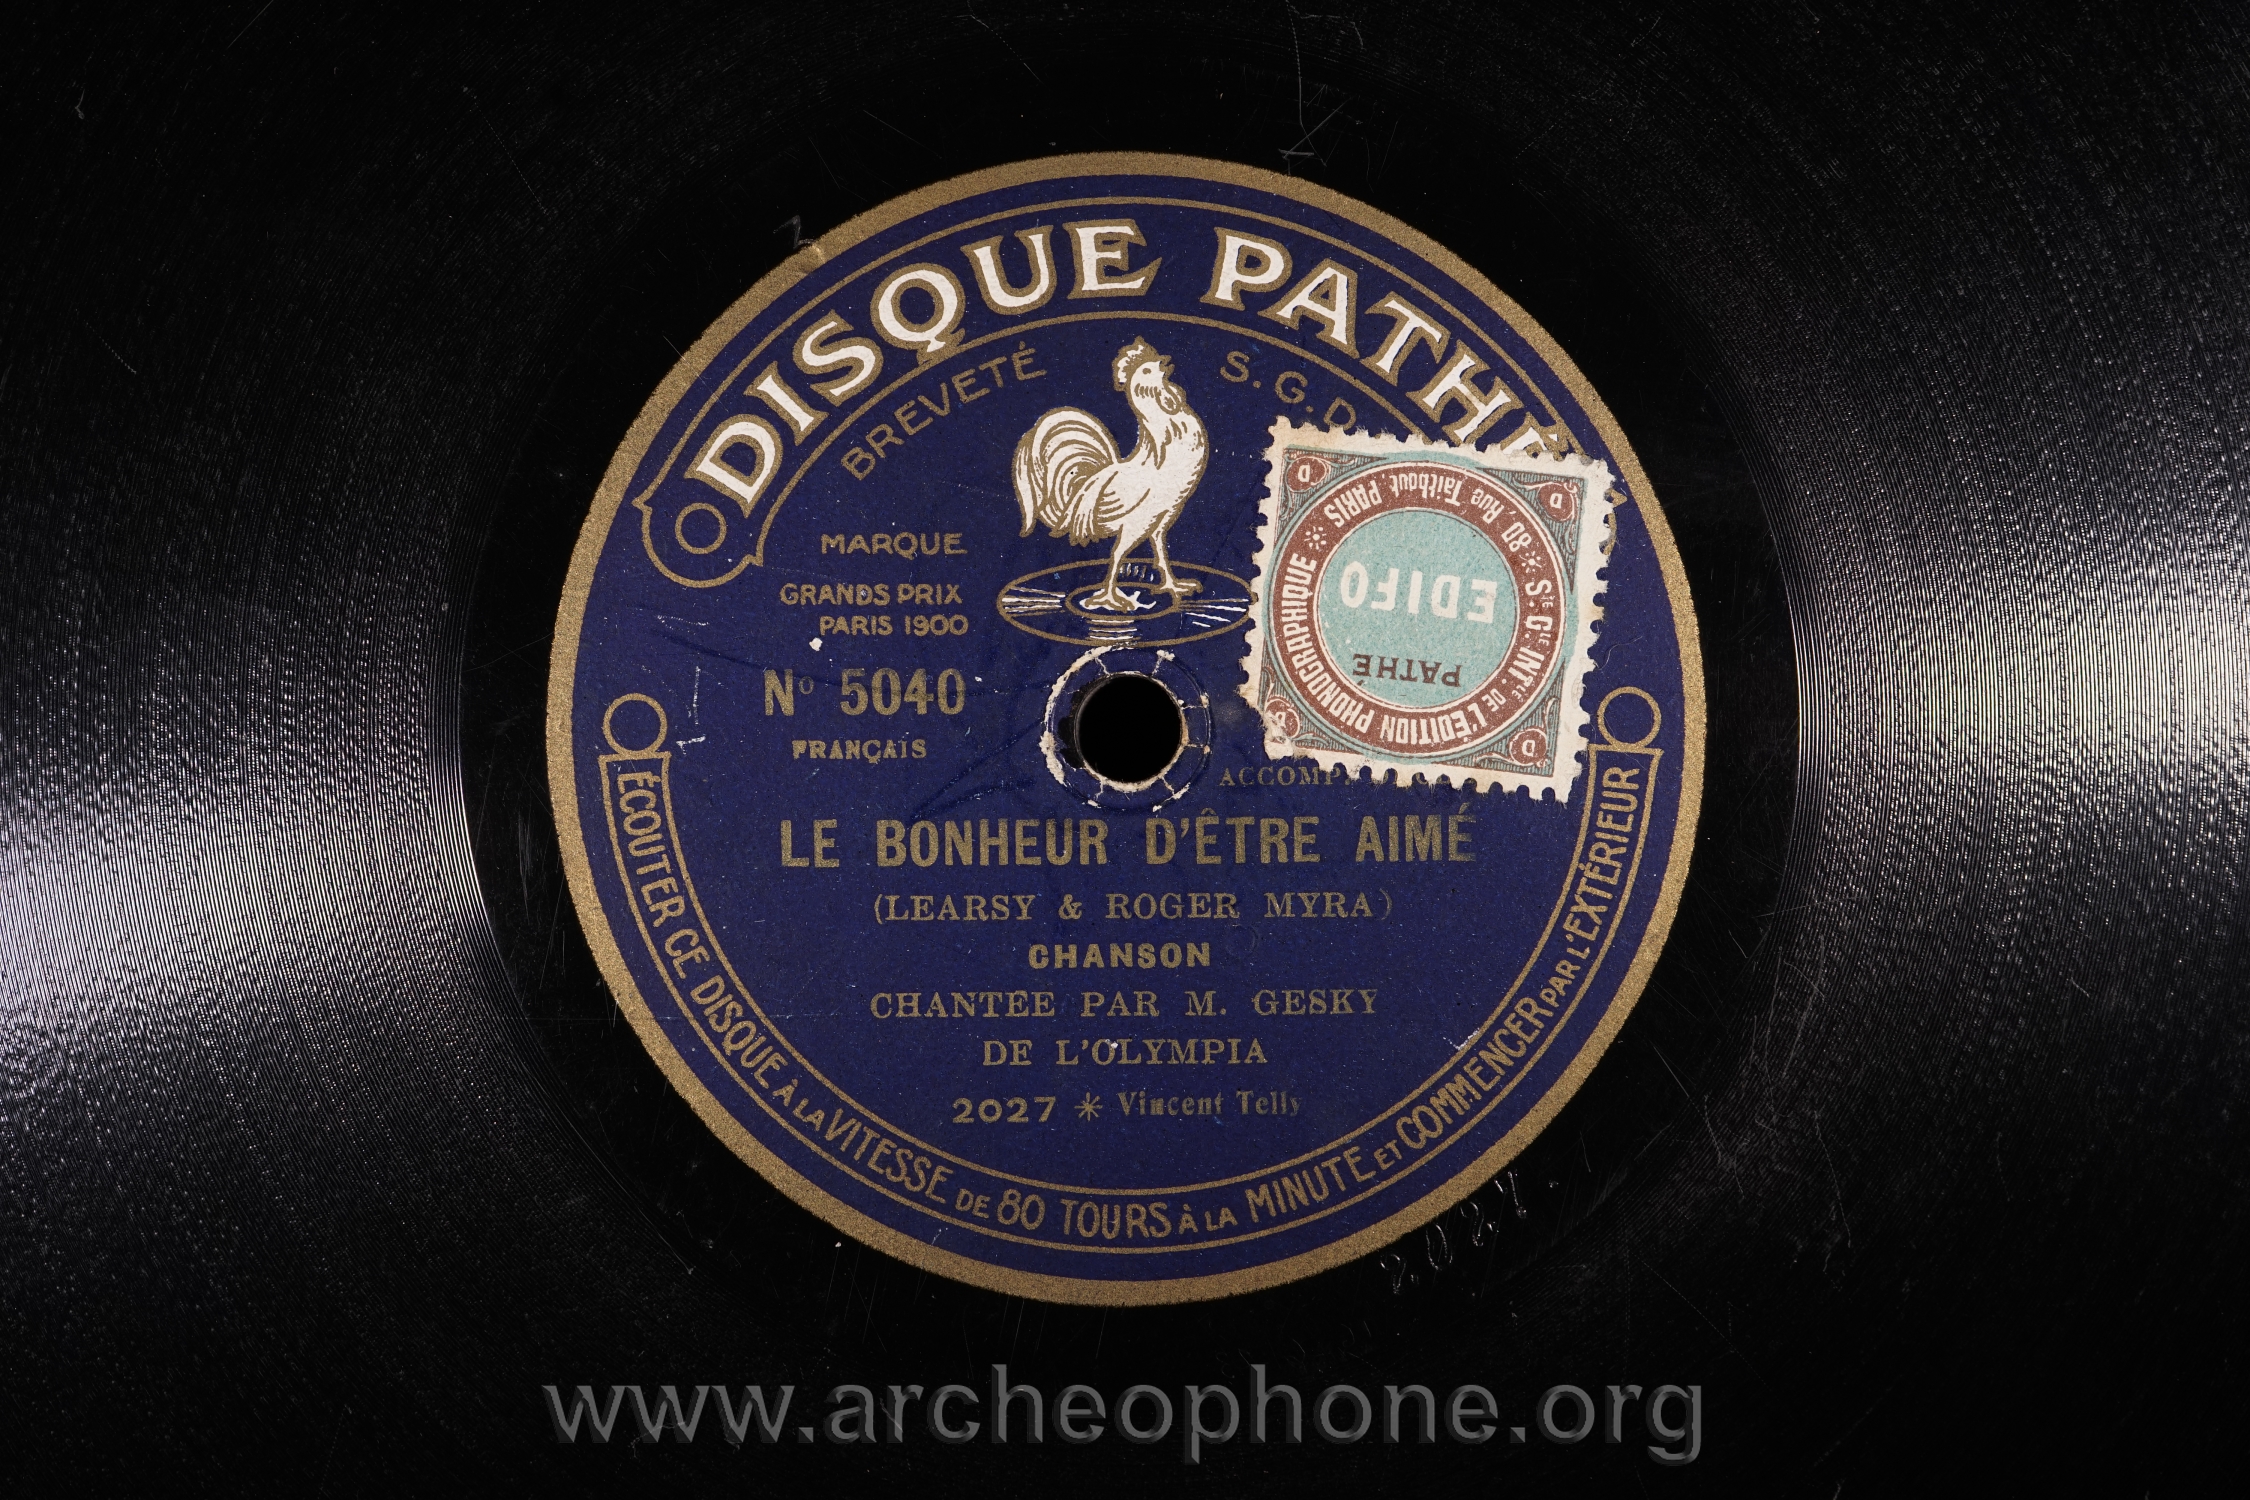 DISQUE PATHÉ
BREVETÉ S.G.D.
MARQUE
GRANDS PRIX
PARIS 1900
Nº 5040
FRANÇAIS
Sté Gle INTle DE L'ÉDITION PHONOGRAPHIQUE
80, Rue Taitbout, PARIS
PATHÉ
EDIFO
LE BONHEUR D'ÊTRE AIMÉ
(LEARSY & ROGER MYRA)
CHANSON
CHANTÉE PAR M. GESKY
DE L'OLYMPIA
2027 * Vincent Telly
ÉCOUTER CE DISQUE À LA VITESSE DE 80 TOURS À LA MINUTE ET COMMENCER PAR L'EXTÉRIEUR
2027.
www.archeophone.org